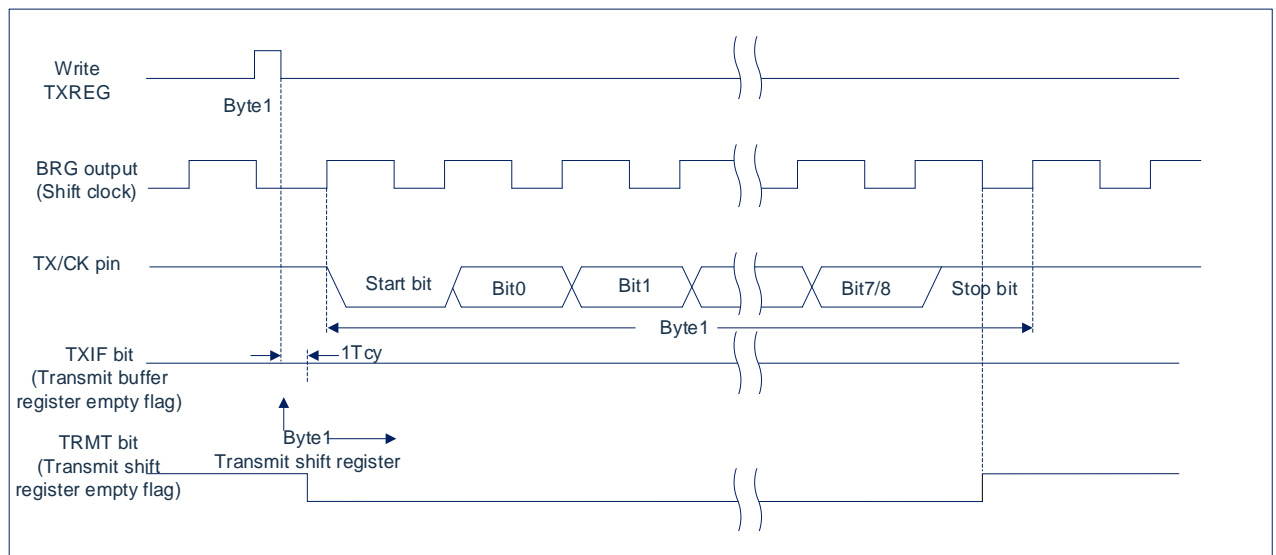 Write
TXREG
Byte1
BRG output
(Shift clock)
TX/CK pin
Start bit
Bit0
Bit1
Bit7/8
Stop bit
Byte1
TXIF bit
(Transmit buffer
register empty flag)
1Tcy
Byte1
Transmit shift register
TRMT bit
(Transmit shift
register empty flag)